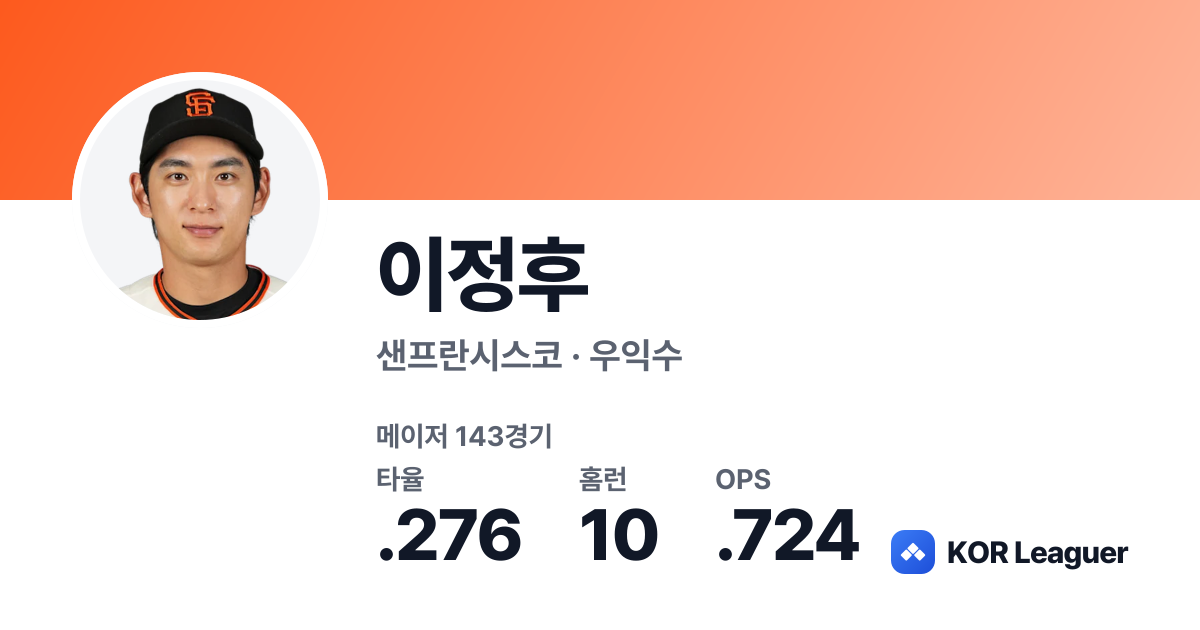 SF
이정후
샌프란시스코 · 우익수
메이저 143경기
타율 홈런 OPS
.276 10 .724
KOR Leaguer